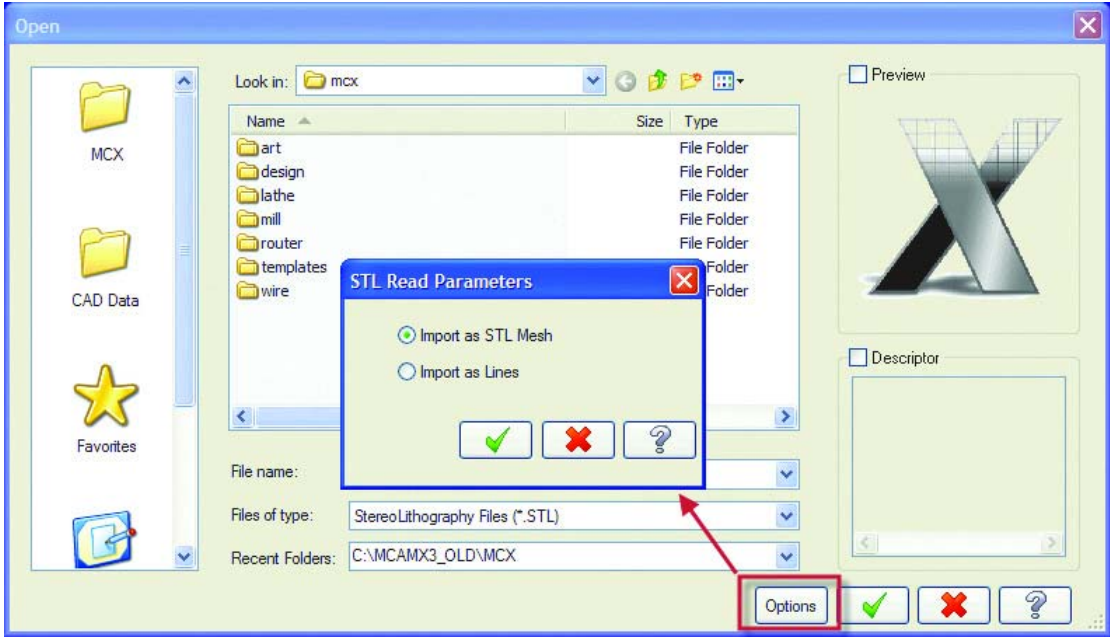 Open
MCX
CAD Data
Favorites
Look in: mcx
Name Size Type
art File Folder
design File Folder
lathe File Folder
mill File Folder
router File Folder
templates Folder
wire Folder
STL Read Parameters
Import as STL Mesh
Import as Lines
File name:
Files of type: StereoLithography Files (*.STL)
Recent Folders: C:\MCAMX3_OLD\MCX
Preview
Descriptor
Options